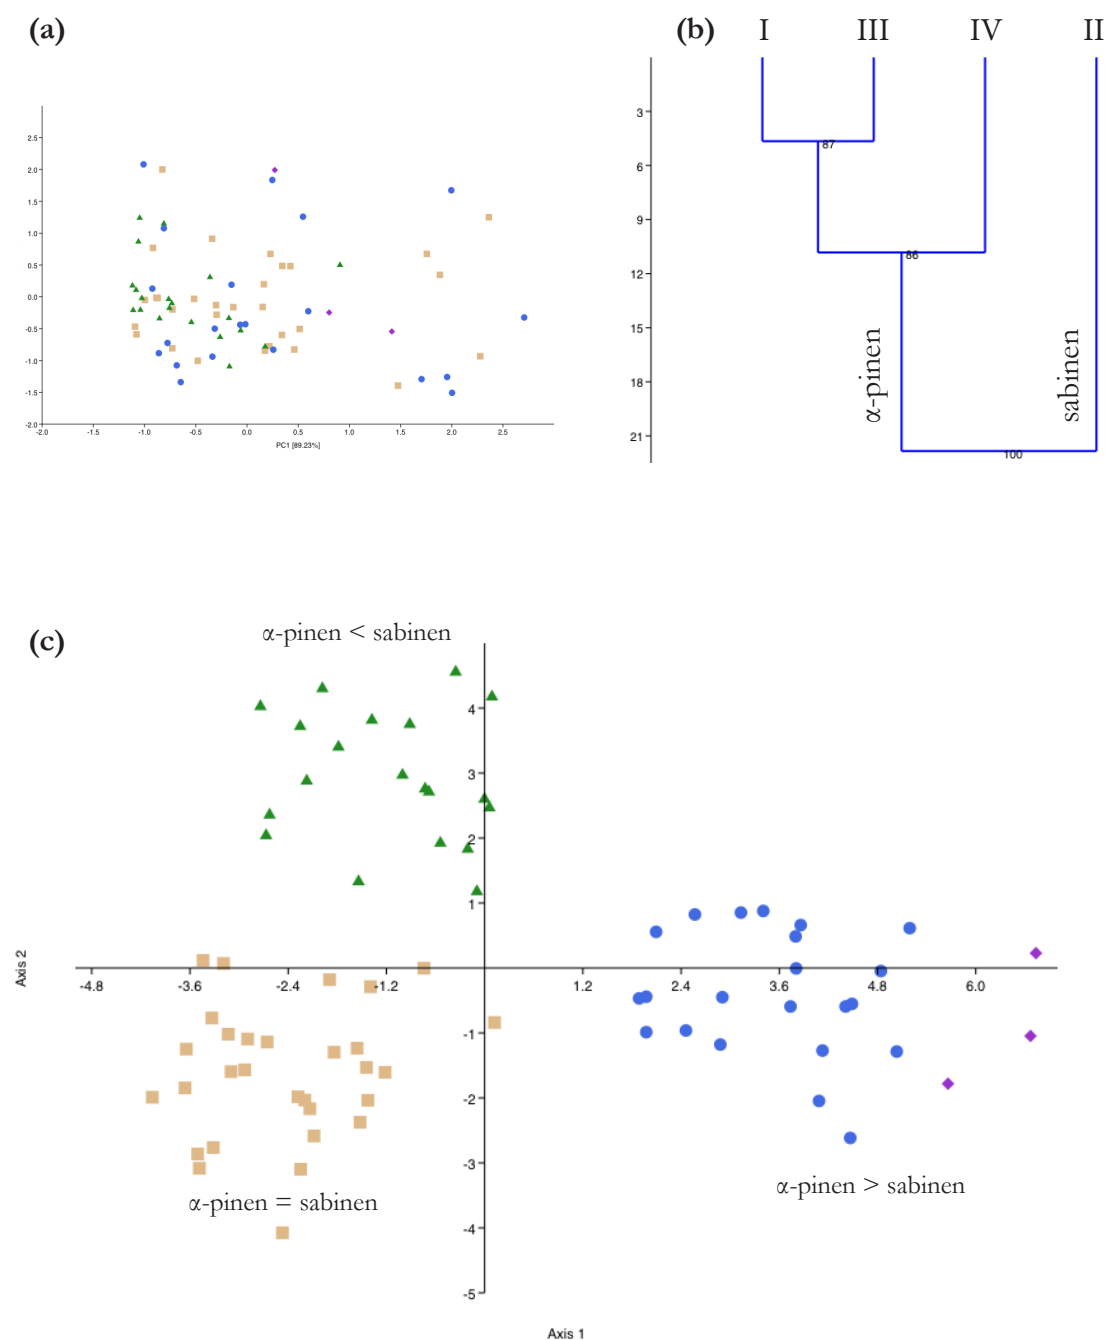 (a)
2.5
2.0
1.5
1.0
0.5
0.0
-0.5
-1.0
-1.5
-2.0
-2.0 -1.5 -1.0 -0.5 0.0 0.5 1.0 1.5 2.0 2.5
PC1 [89.23%]
(b) I III IV II
3
6
9
12
15
18
21
87
86
100
α-pinen
sabinen
(c)
α-pinen < sabinen
4
3
2
1
-1
-2
-3
-4
-5
-4.8 -3.6 -2.4 -1.2 1.2 2.4 3.6 4.8 6.0
Axis 2
α-pinen > sabinen
α-pinen = sabinen
Axis 1